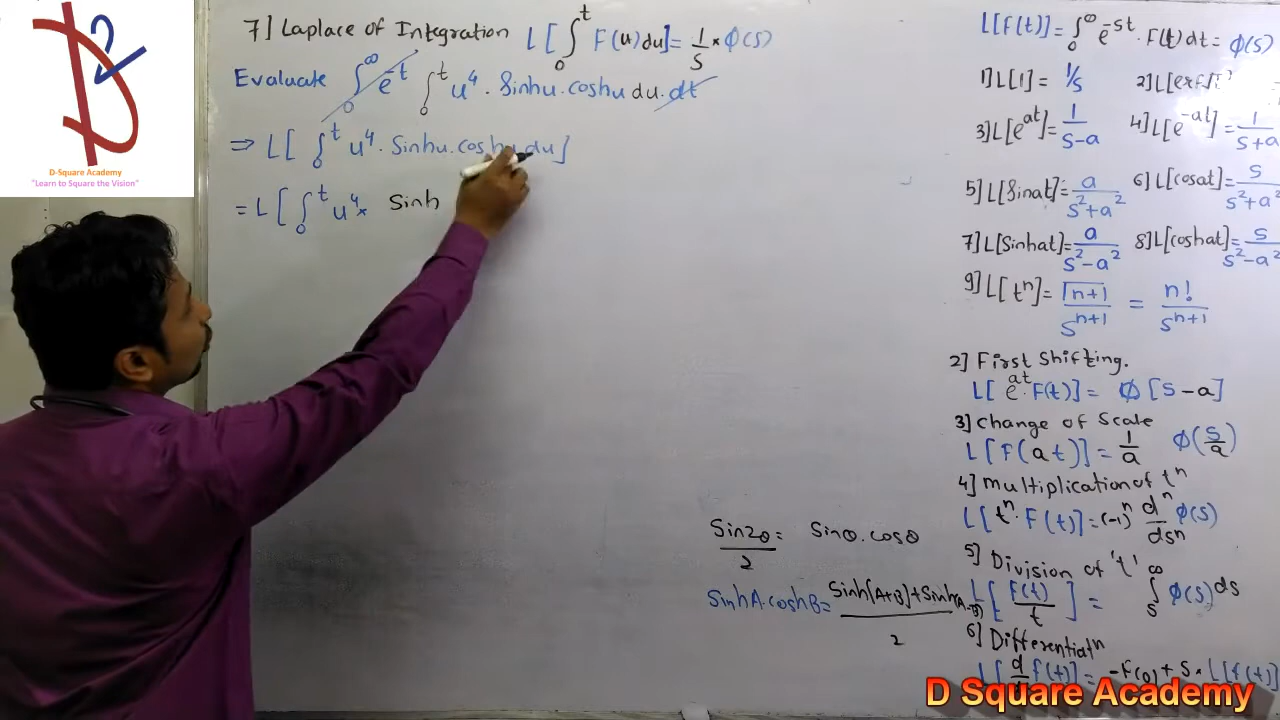 D2
D-Square Academy
"Learn to Square the Vision"
7] Laplace of Integration L[∫₀ᵗ F(u)du] = 1/s × φ(s)
Evaluate ∫₀^∞ e^-t ∫₀ᵗ u⁴ · Sinhu · coshu du · dt
⇒ L[ ∫₀ᵗ u⁴ · Sinhu · coshu du]
= L[ ∫₀ᵗ u⁴ × Sinh
Sin2θ/2 = Sinθ · cosθ
SinhA · coshB = Sinh[A+B] + Sinh(A-B) / 2
L[f(t)] = ∫₀^∞ e^-st · F(t) dt = φ(s)
1] L[1] = 1/s 2] L[erf√t]
3] L[e^at] = 1/(s-a) 4] L[e^-at] = 1/(s+a)
5] L[Sinat] = a/(s²+a²) 6] L[cosat] = s/(s²+a²)
7] L[Sinhat] = a/(s²-a²) 8] L[coshat] = s/(s²-a²)
9] L[tⁿ] = Γn+1/s^(n+1) = n!/s^(n+1)
2] First Shifting.
L[e^at · F(t)] = φ[s-a]
3] Change of Scale
L[f(at)] = 1/a φ(s/a)
4] Multiplication of tⁿ
L[tⁿ · F(t)] = (-1)ⁿ dⁿ/dsⁿ φ(s)
5] Division of 't'
L[F(t)/t] = ∫ₛ^∞ φ(s) ds
6] Differentiatⁿ
L[d f(t)] = -F(0) + s × L[f(t)]
D Square Academy